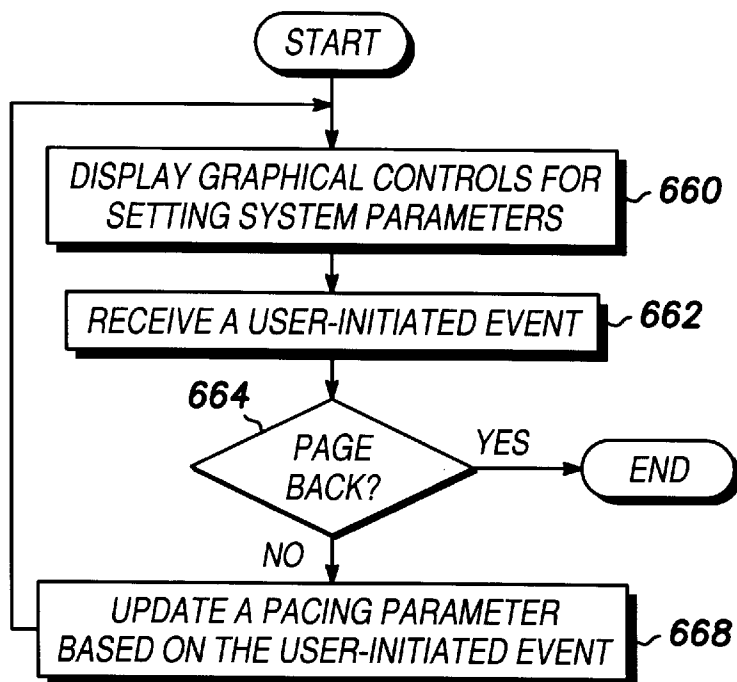 START
DISPLAY GRAPHICAL CONTROLS FOR
SETTING SYSTEM PARAMETERS
660
RECEIVE A USER-INITIATED EVENT
662
664
PAGE
BACK?
YES
END
NO
UPDATE A PACING PARAMETER
BASED ON THE USER-INITIATED EVENT
668